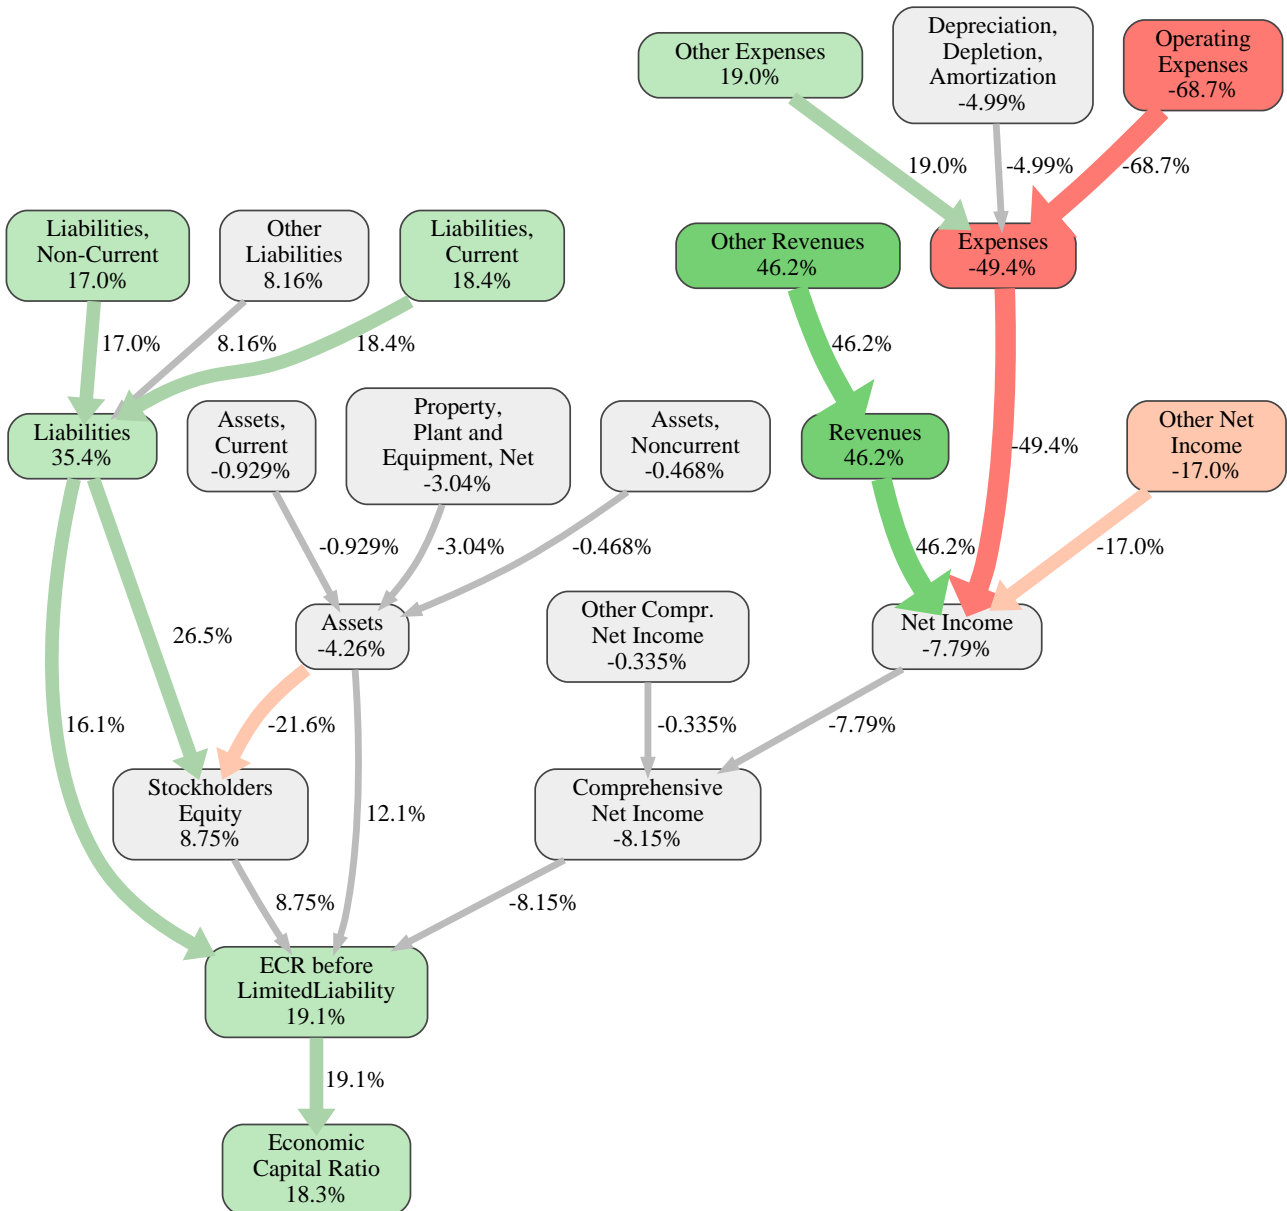 Other Expenses
19.0%
Depreciation,
Depletion,
Amortization
-4.99%
Operating
Expenses
-68.7%
19.0%
-4.99%
-68.7%
Liabilities,
Non-Current
17.0%
Other
Liabilities
8.16%
Liabilities,
Current
18.4%
Other Revenues
46.2%
Expenses
-49.4%
17.0%
8.16%
18.4%
46.2%
-49.4%
Liabilities
35.4%
Assets,
Current
-0.929%
Property,
Plant and
Equipment, Net
-3.04%
Assets,
Noncurrent
-0.468%
Revenues
46.2%
Other Net
Income
-17.0%
-0.929%
-3.04%
-0.468%
46.2%
-17.0%
26.5%
Assets
-4.26%
Other Compr.
Net Income
-0.335%
Net Income
-7.79%
16.1%
-21.6%
-0.335%
-7.79%
Stockholders
Equity
8.75%
12.1%
Comprehensive
Net Income
-8.15%
8.75%
-8.15%
ECR before
LimitedLiability
19.1%
19.1%
Economic
Capital Ratio
18.3%